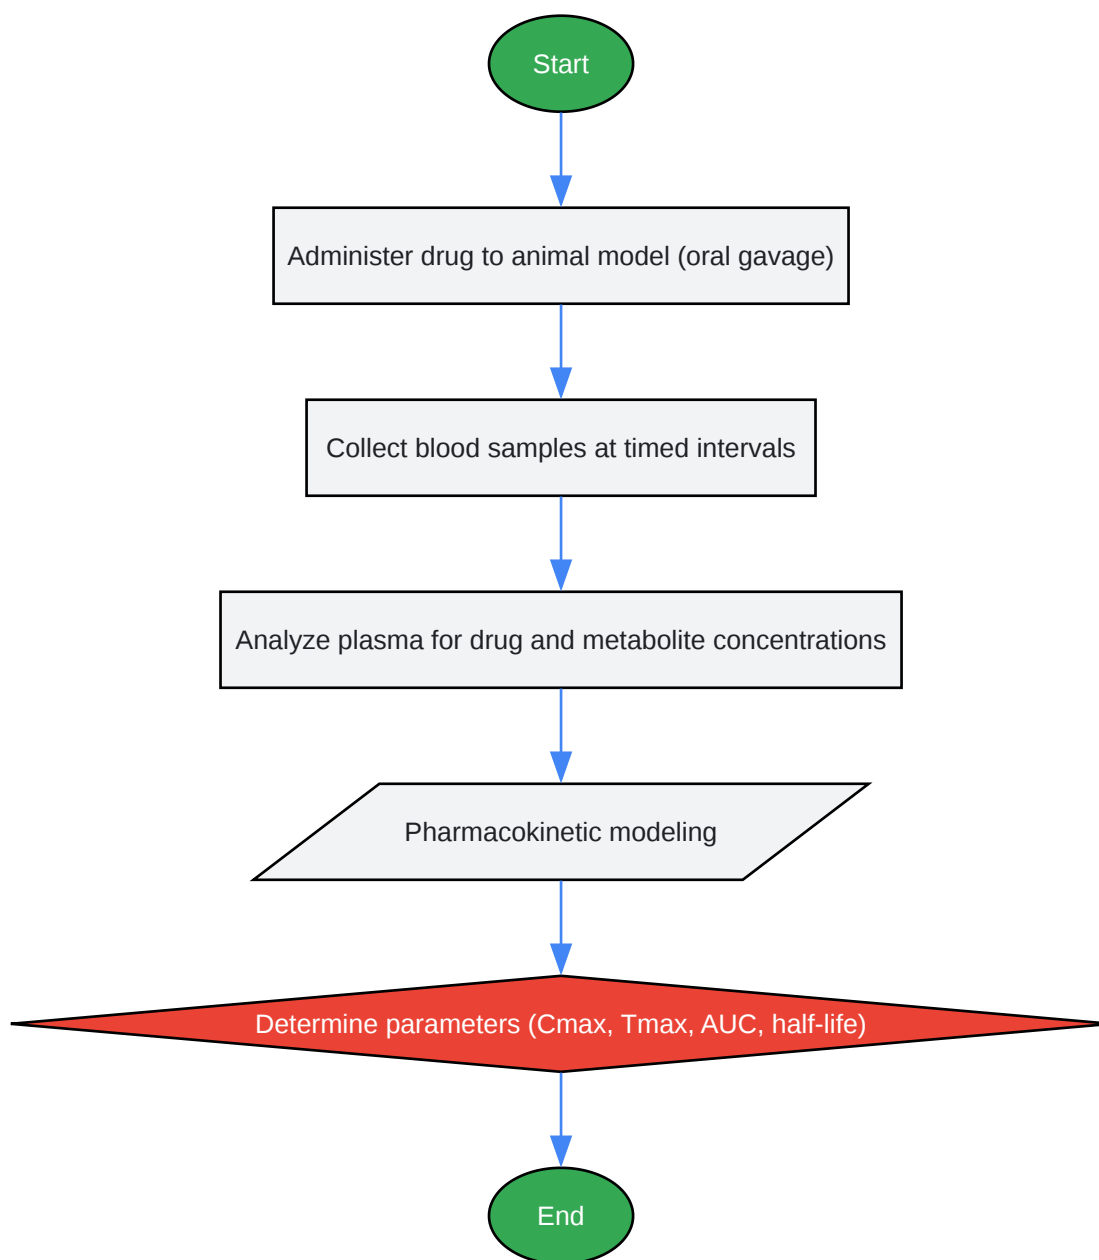 Start
Administer drug to animal model (oral gavage)
Collect blood samples at timed intervals
Analyze plasma for drug and metabolite concentrations
Pharmacokinetic modeling
Determine parameters (Cmax, Tmax, AUC, half-life)
End